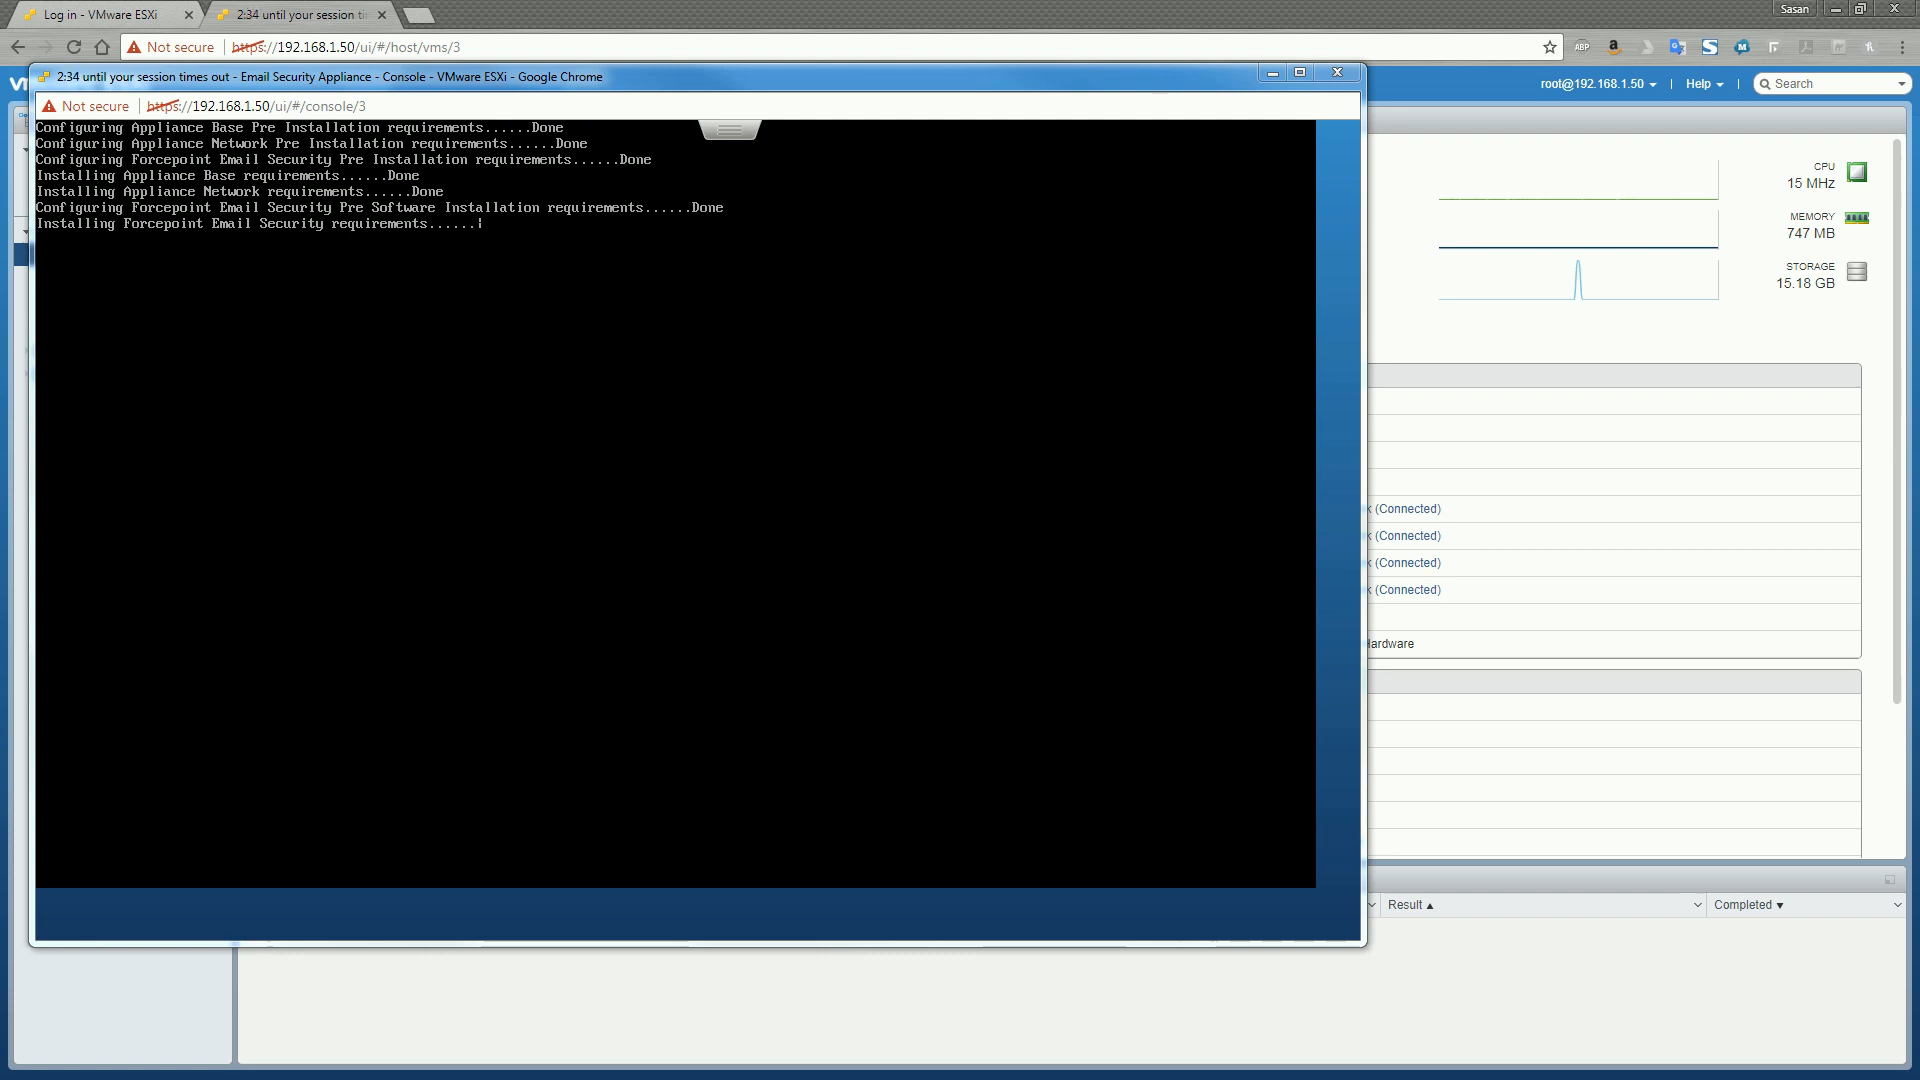 Log in - VMware ESXi
2:34 until your session ti
Sasan
Not secure
https://192.168.1.50/ui/#/host/vms/3
ABP
2:34 until your session times out - Email Security Appliance - Console - VMware ESXi - Google Chrome
root@192.168.1.50
Help
Search
Not secure
https://192.168.1.50/ui/#/console/3
Configuring Appliance Base Pre Installation requirements......Done
Configuring Appliance Network Pre Installation requirements......Done
Configuring Forcepoint Email Security Pre Installation requirements......Done
Installing Appliance Base requirements......Done
Installing Appliance Network requirements......Done
Configuring Forcepoint Email Security Pre Software Installation requirements......Done
Installing Forcepoint Email Security requirements......|
CPU
15 MHz
MEMORY
747 MB
STORAGE
15.18 GB
k (Connected)
k (Connected)
k (Connected)
k (Connected)
Hardware
Result
Completed